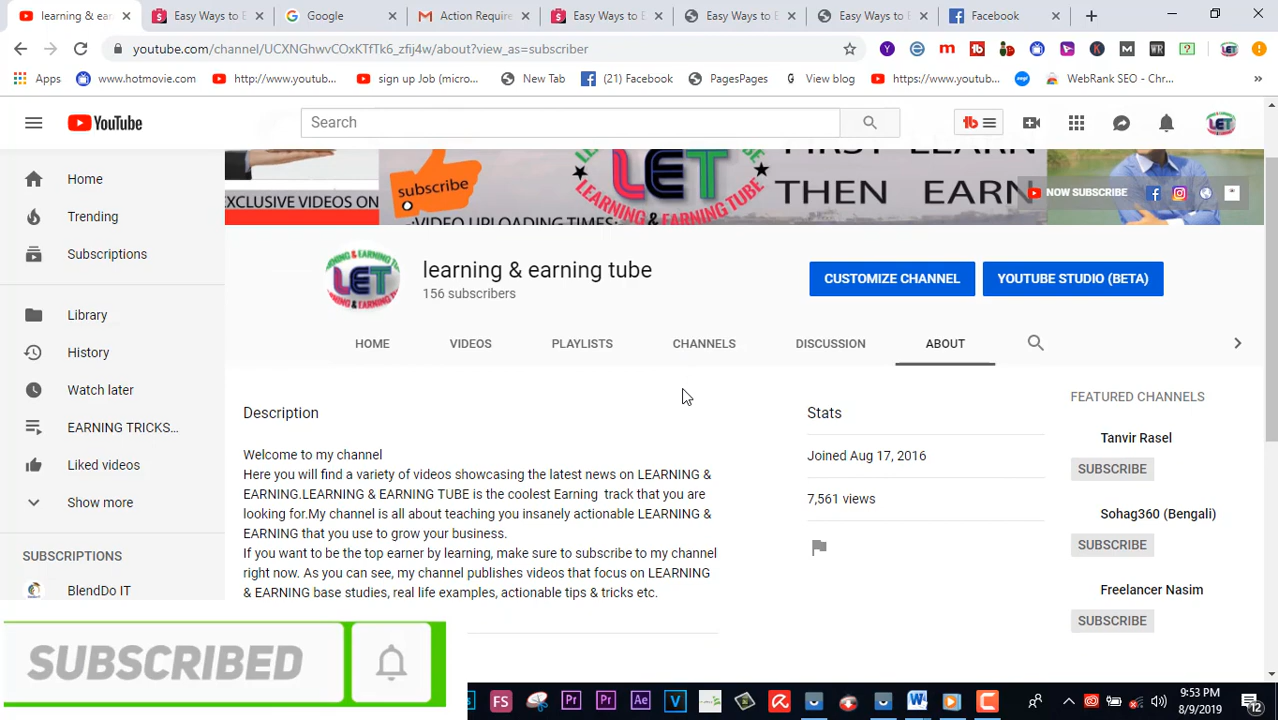 learning & earn
Easy Ways to E
Google
Action Require
Easy Ways to E
Easy Ways to E
Easy Ways to E
Facebook
youtube.com/channel/UCXNGhwvCOxKTfTk6_zfij4w/about?view_as=subscriber
Apps
www.hotmovie.com
http://www.youtub...
sign up Job (micro...
New Tab
(21) Facebook
PagesPages
View blog
https://www.youtub...
WebRank SEO - Chr...
YouTube
Search
EXCLUSIVE VIDEOS ON
subscribe
VIDEO UPLOADING TIMES:
LET
LEARNING & EARNING TUBE
FIRST LEARN
THEN EARN
NOW SUBSCRIBE
Home
Trending
Subscriptions
Library
History
Watch later
EARNING TRICKS...
Liked videos
Show more
SUBSCRIPTIONS
BlendDo IT
LET
learning & earning tube
156 subscribers
CUSTOMIZE CHANNEL
YOUTUBE STUDIO (BETA)
HOME
VIDEOS
PLAYLISTS
CHANNELS
DISCUSSION
ABOUT
Description
Welcome to my channel
Here you will find a variety of videos showcasing the latest news on LEARNING &
EARNING.LEARNING & EARNING TUBE is the coolest Earning track that you are
looking for.My channel is all about teaching you insanely actionable LEARNING &
EARNING that you use to grow your business.
If you want to be the top earner by learning, make sure to subscribe to my channel
right now. As you can see, my channel publishes videos that focus on LEARNING
& EARNING base studies, real life examples, actionable tips & tricks etc.
Stats
Joined Aug 17, 2016
7,561 views
FEATURED CHANNELS
Tanvir Rasel
SUBSCRIBE
Sohag360 (Bengali)
SUBSCRIBE
Freelancer Nasim
SUBSCRIBE
SUBSCRIBED
9:53 PM
8/9/2019
12